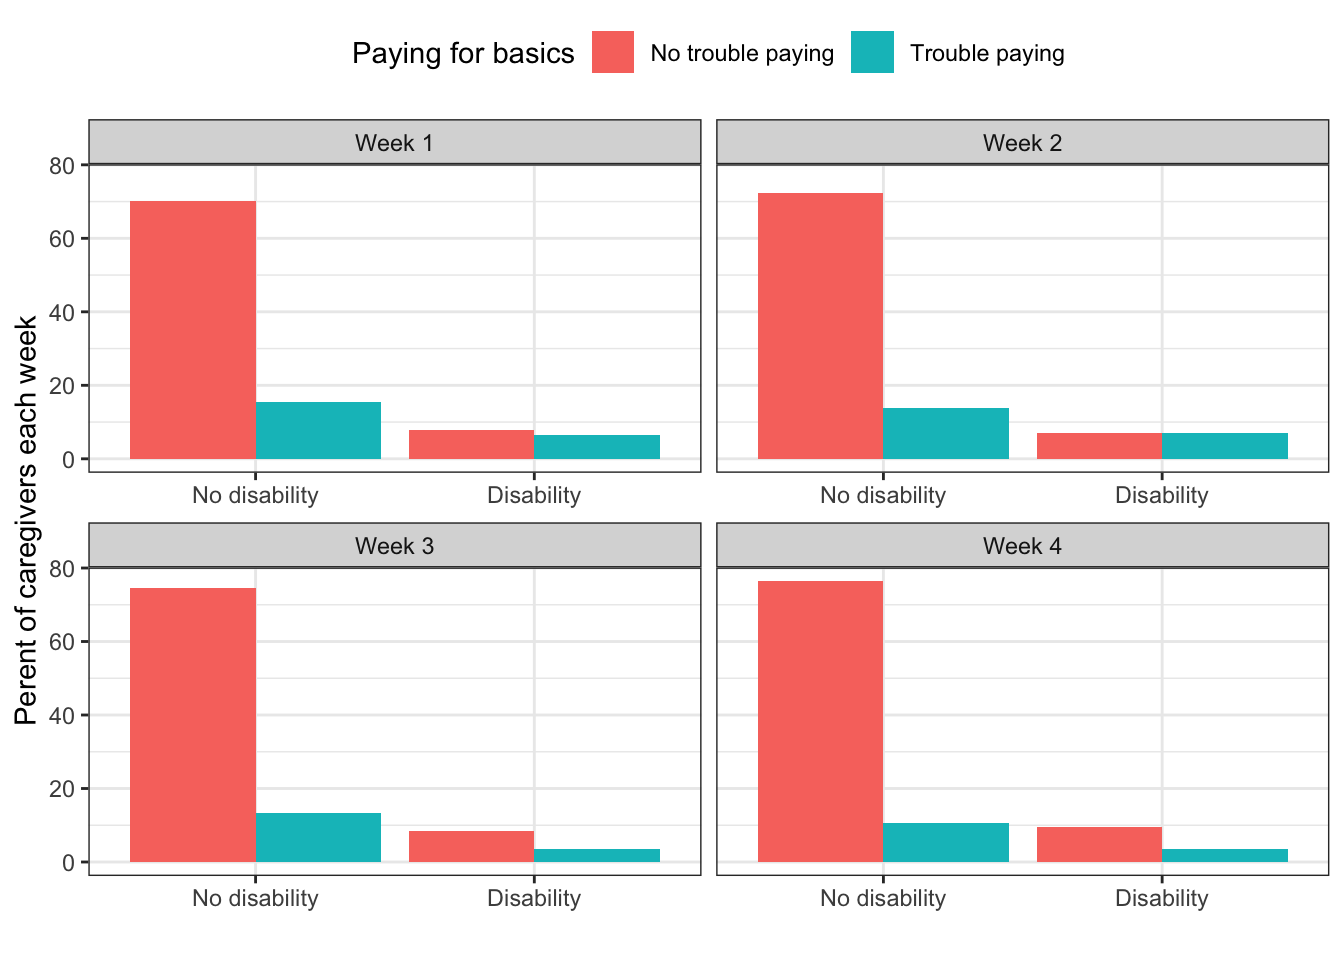 Paying for basics No trouble paying Trouble paying
Week 1 Week 2
80
60
40
20
0
No disability Disability No disability Disability
Perent of caregivers each week
Week 3 Week 4
80
60
40
20
0
No disability Disability No disability Disability